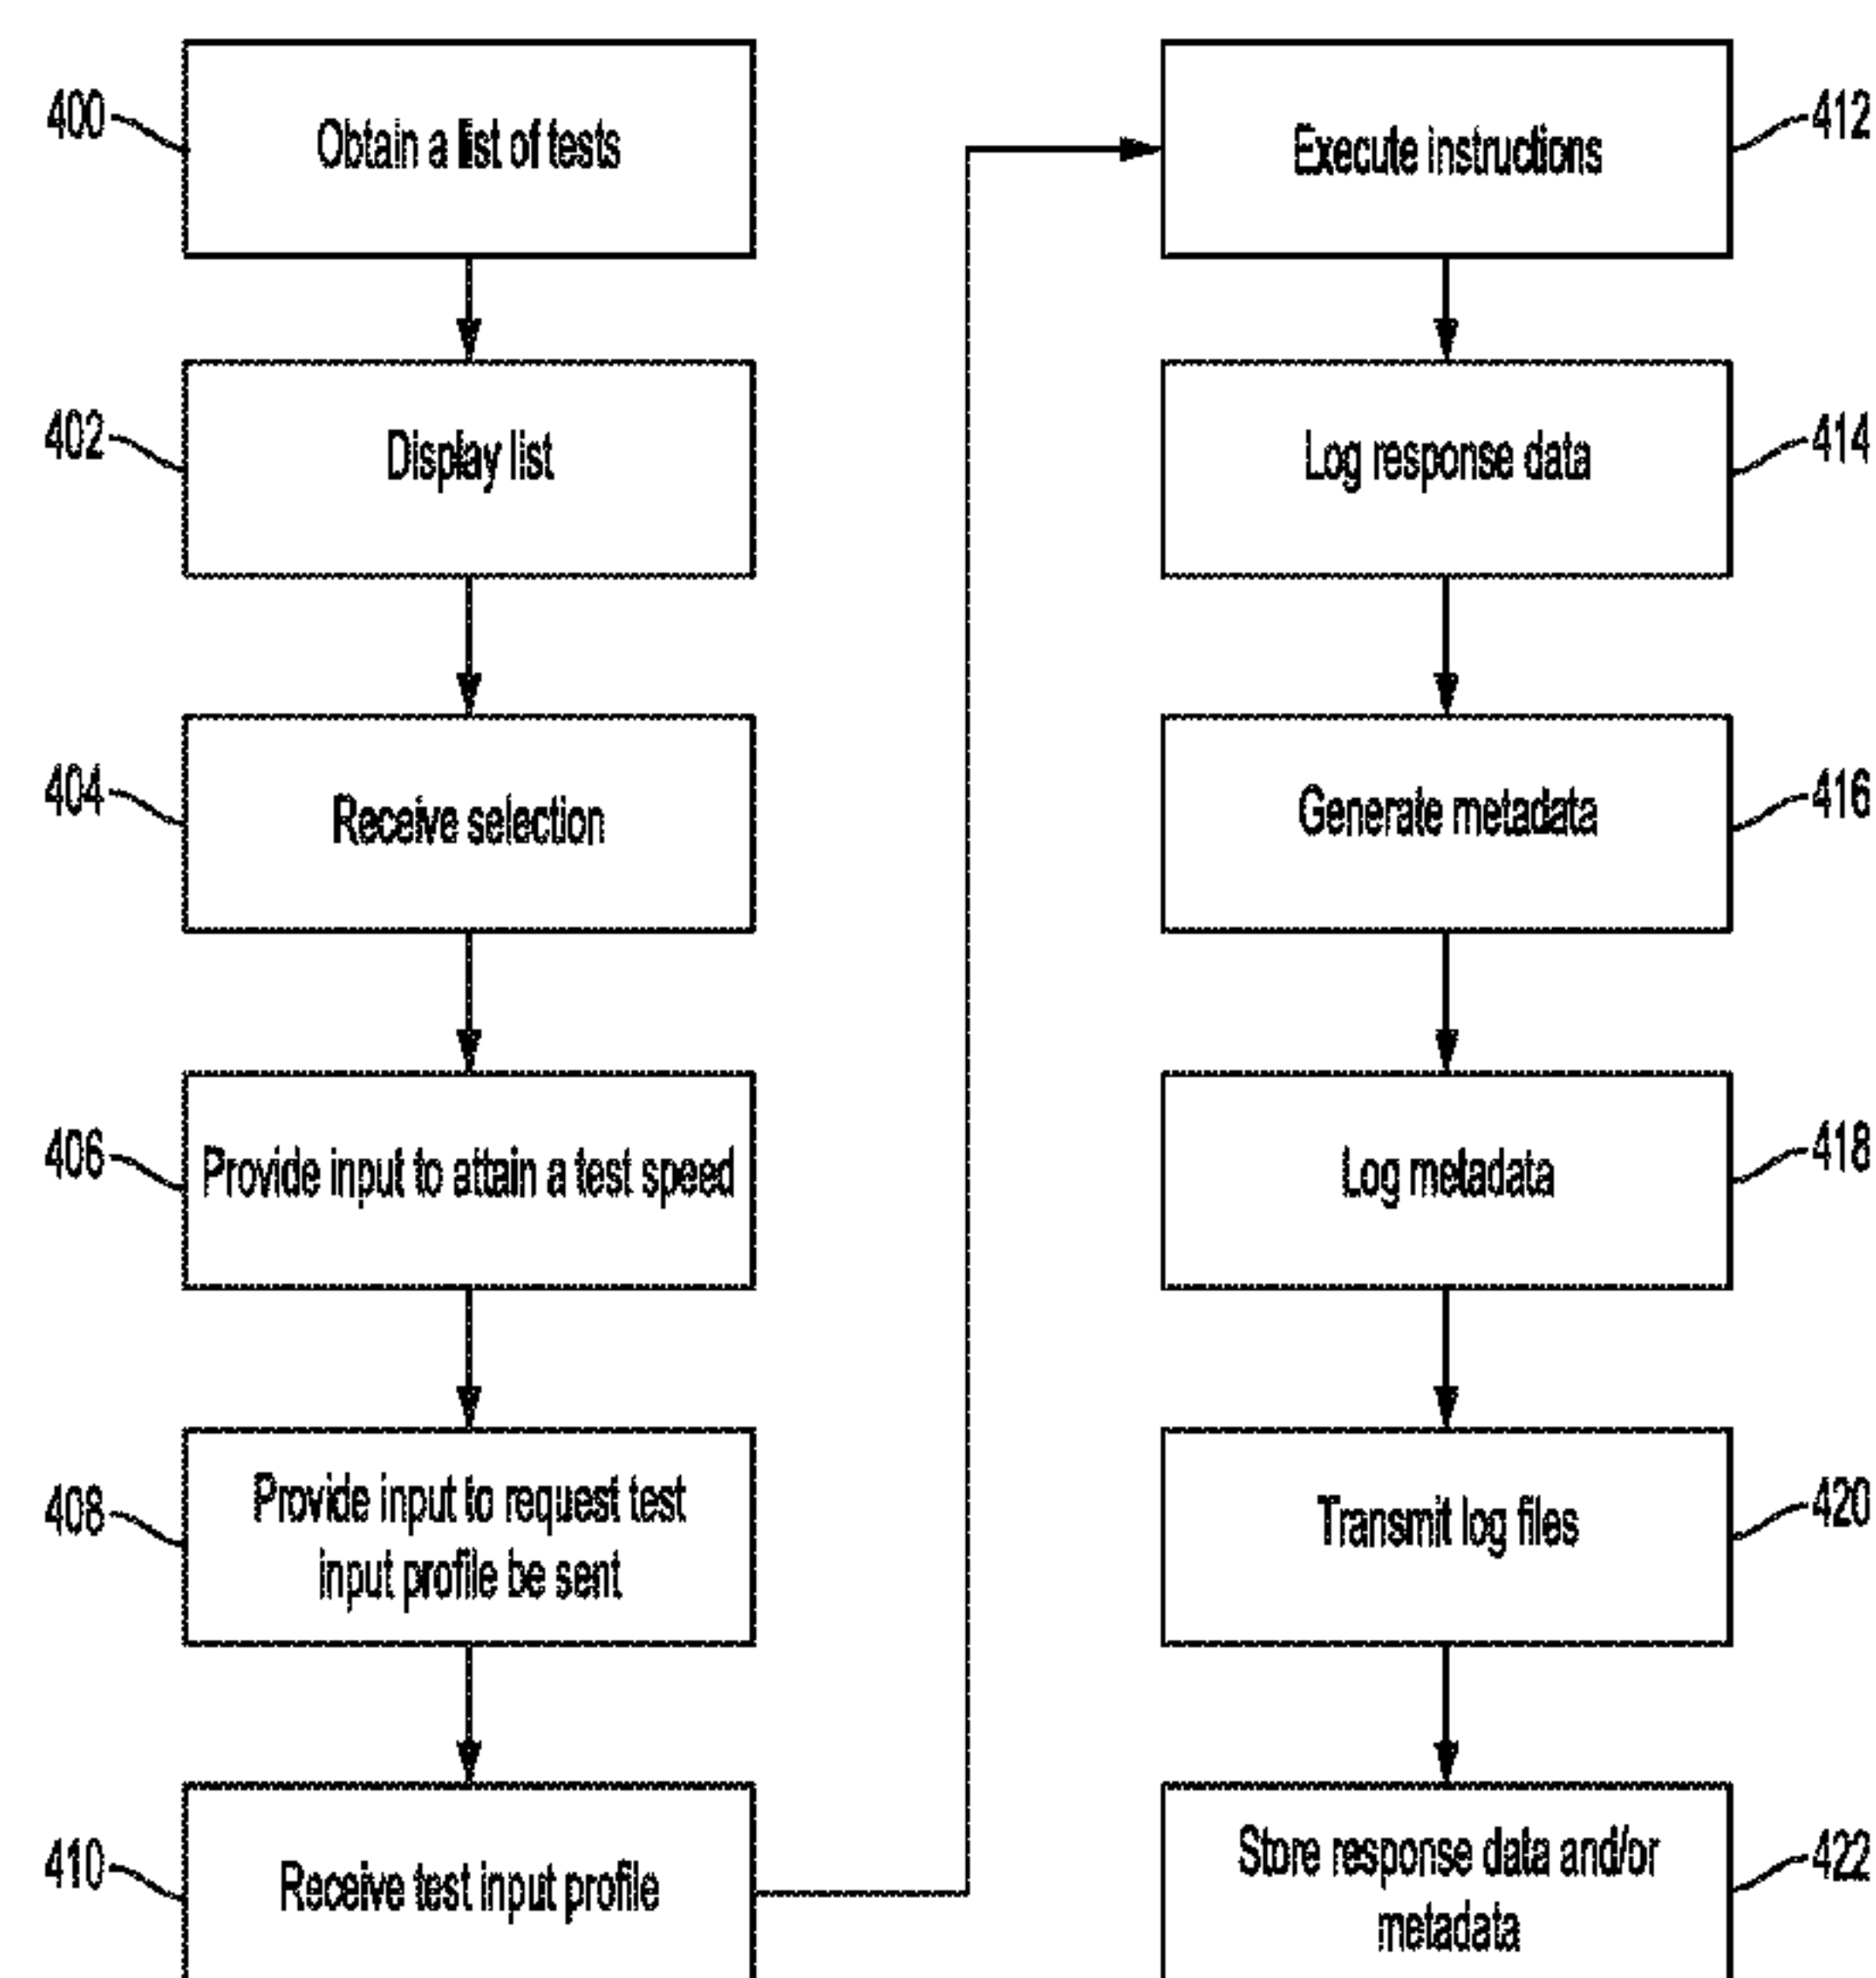 400
Obtain a list of tests
402
Display list
404
Receive selection
406
Provide input to attain a test speed
408
Provide input to request test
input profile be sent
410
Receive test input profile
412
Execute instructions
414
Log response data
416
Generate metadata
418
Log metadata
420
Transmit log files
422
Store response data and/or
metadata